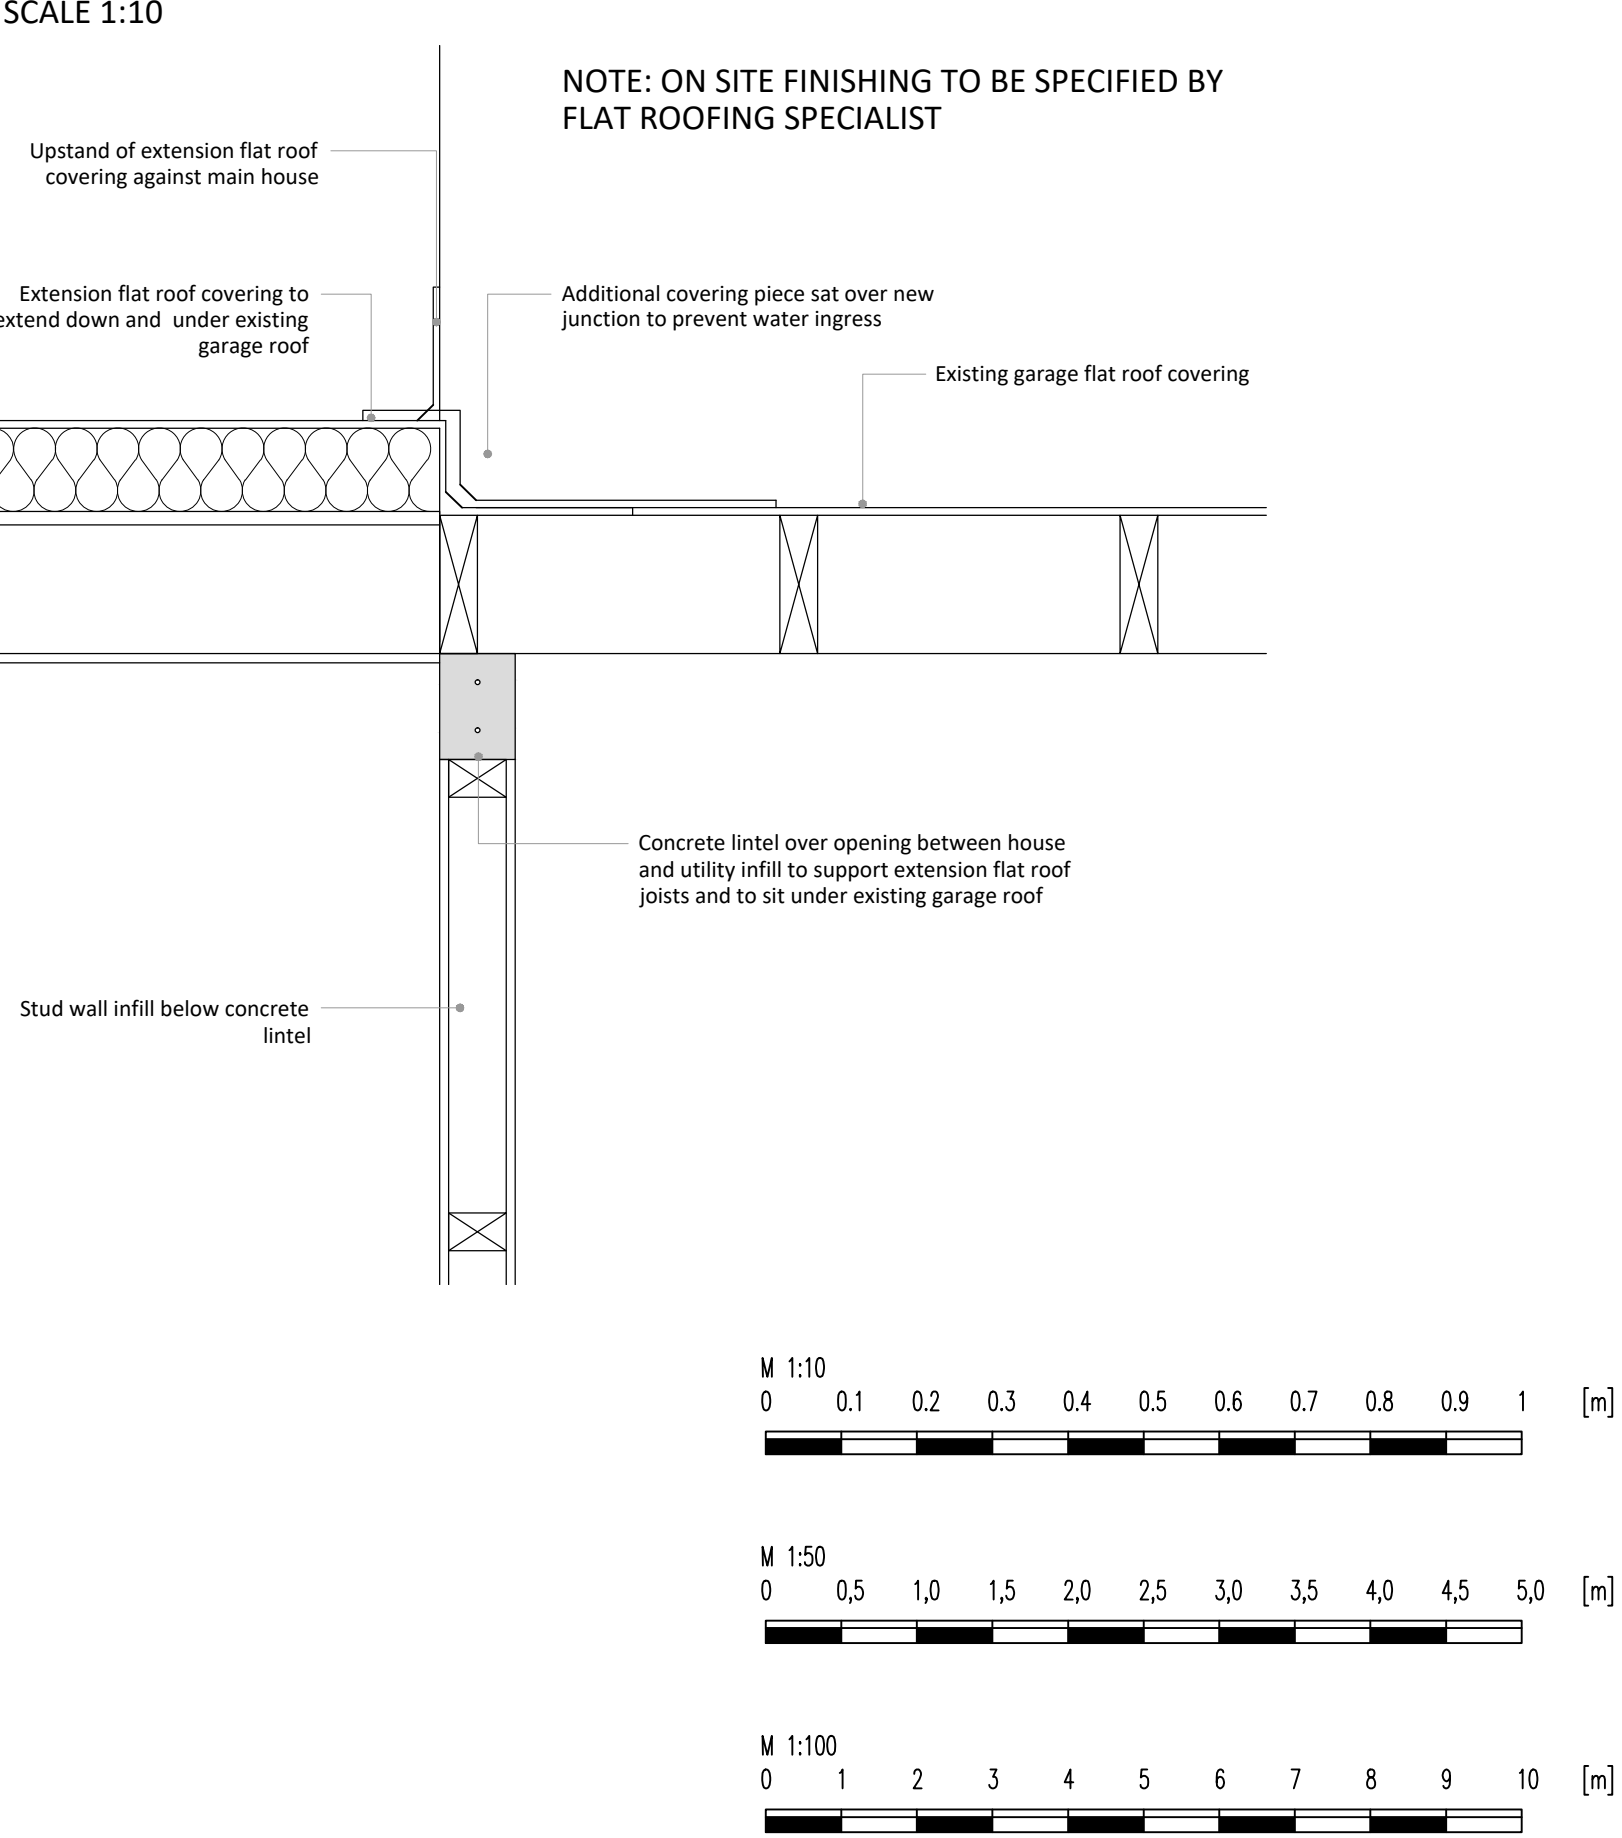 SCALE 1:10
NOTE: ON SITE FINISHING TO BE SPECIFIED BY
FLAT ROOFING SPECIALIST
Upstand of extension flat roof
covering against main house
Extension flat roof covering to
extend down and under existing
garage roof
Additional covering piece sat over new
junction to prevent water ingress
Existing garage flat roof covering
Concrete lintel over opening between house
and utility infill to support extension flat roof
joists and to sit under existing garage roof
Stud wall infill below concrete
lintel
M 1:10
0 0.1 0.2 0.3 0.4 0.5 0.6 0.7 0.8 0.9 1 [m]
M 1:50
0 0,5 1,0 1,5 2,0 2,5 3,0 3,5 4,0 4,5 5,0 [m]
M 1:100
0 1 2 3 4 5 6 7 8 9 10 [m]